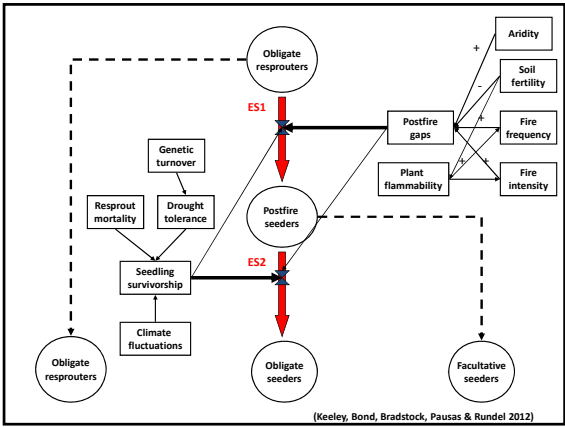 Obligate
resprouters
Aridity
+
Soil
fertility
-
ES1
Postfire
gaps
+
Fire
frequency
Genetic
turnover
Plant
flammability
+
+
Fire
intensity
Resprout
mortality
Drought
tolerance
Postfire
seeders
Seedling
survivorship
ES2
Climate
fluctuations
Obligate
resprouters
Obligate
seeders
Facultative
seeders
(Keeley, Bond, Bradstock, Pausas & Rundel 2012)